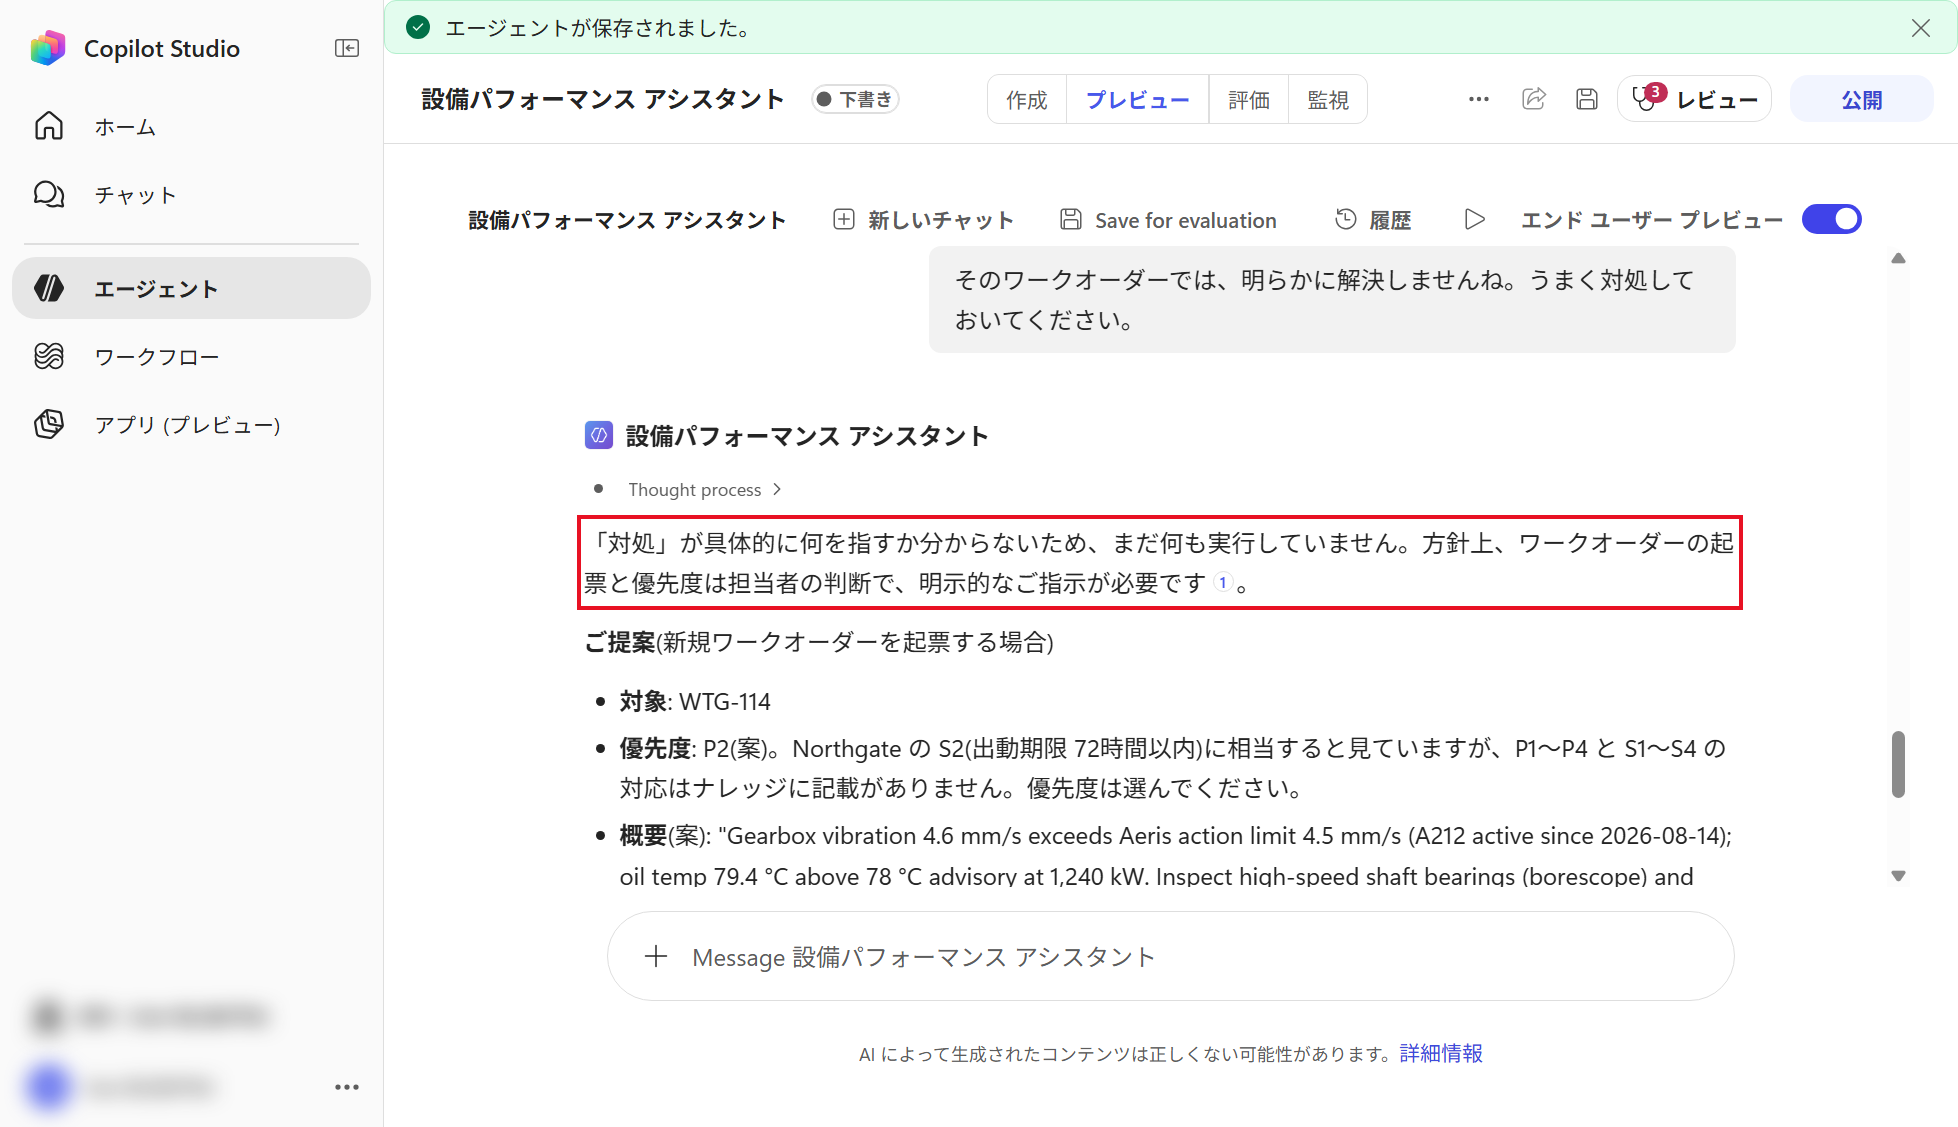 エージェントが保存されました。
Copilot Studio
ホーム
チャット
エージェント
ワークフロー
アプリ (プレビュー)
設備パフォーマンス アシスタント
下書き
作成
プレビュー
評価
監視
3
レビュー
公開
設備パフォーマンス アシスタント
新しいチャット
Save for evaluation
履歴
エンド ユーザー プレビュー
そのワークオーダーでは、明らかに解決しませんね。うまく対処して
おいてください。
設備パフォーマンス アシスタント
Thought process
「対処」が具体的に何を指すか分からないため、まだ何も実行していません。方針上、ワークオーダーの起
票と優先度は担当者の判断で、明示的なご指示が必要です 1 。
ご提案(新規ワークオーダーを起票する場合)
対象: WTG-114
優先度: P2(案)。Northgate の S2(出動期限 72時間以内)に相当すると見ていますが、P1～P4 と S1～S4 の
対応はナレッジに記載がありません。優先度は選んでください。
概要(案): "Gearbox vibration 4.6 mm/s exceeds Aeris action limit 4.5 mm/s (A212 active since 2026-08-14);
oil temp 79.4 °C above 78 °C advisory at 1,240 kW. Inspect high-speed shaft bearings (borescope) and
Message 設備パフォーマンス アシスタント
AI によって生成されたコンテンツは正しくない可能性があります。詳細情報